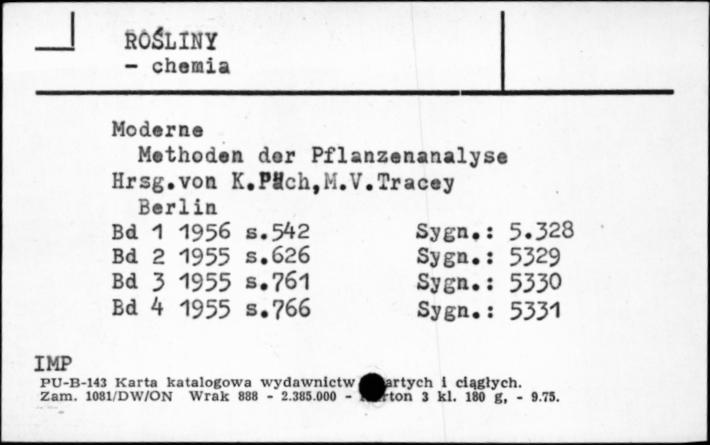 ROŚLINY
- chemia
Moderne
Methoden der Pflanzenanalyse
Hrsg.von K.Päch,M.V.Tracey
Berlin
Bd 1 1956 s.542 Sygn.: 5.328
Bd 2 1955 s.626 Sygn.: 5329
Bd 3 1955 s.761 Sygn.: 5330
Bd 4 1955 s.766 Sygn.: 5331
IMP
PU-B-143 Karta katalogowa wydawnictw artych i ciągłych.
Zam. 1081/DW/ON Wrak 888 - 2.385.000 - rton 3 kl. 180 g, - 9.75.